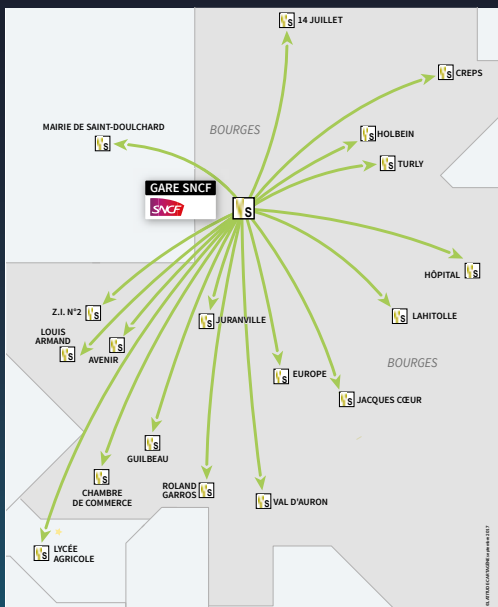 14 JUILLET
CREPS
MAIRIE DE SAINT-DOULCHARD
BOURGES
HOLBEIN
TURLY
GARE SNCF
SNCF
HÔPITAL
Z.I. N°2
LOUIS
ARMAND
AVENIR
JURANVILLE
LAHITOLLE
BOURGES
EUROPE
JACQUES CŒUR
GUILBEAU
CHAMBRE
DE COMMERCE
ROLAND
GARROS
VAL D'AURON
LYCÉE
AGRICOLE